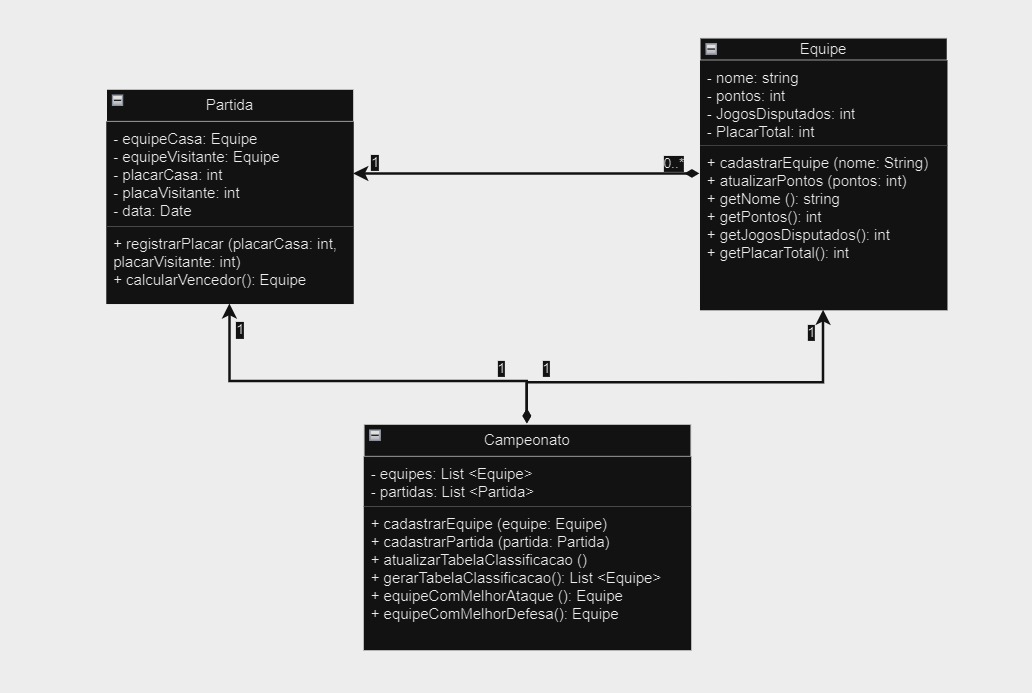 Equipe
- nome: string
- pontos: int
- JogosDisputados: int
- PlacarTotal: int
+ cadastrarEquipe (nome: String)
+ atualizarPontos (pontos: int)
+ getNome (): string
+ getPontos(): int
+ getJogosDisputados(): int
+ getPlacarTotal(): int
Partida
- equipeCasa: Equipe
- equipeVisitante: Equipe
- placarCasa: int
- placaVisitante: int
- data: Date
+ registrarPlacar (placarCasa: int,
placarVisitante: int)
+ calcularVencedor(): Equipe
1
0..*
1
1
1
1
Campeonato
- equipes: List <Equipe>
- partidas: List <Partida>
+ cadastrarEquipe (equipe: Equipe)
+ cadastrarPartida (partida: Partida)
+ atualizarTabelaClassificacao ()
+ gerarTabelaClassificacao(): List <Equipe>
+ equipeComMelhorAtaque (): Equipe
+ equipeComMelhorDefesa(): Equipe